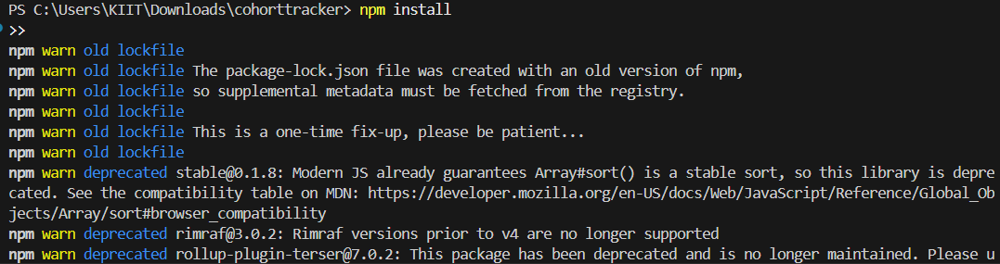 PS C:\Users\KIIT\Downloads\cohorttracker> npm install
>>
npm warn old lockfile
npm warn old lockfile The package-lock.json file was created with an old version of npm,
npm warn old lockfile so supplemental metadata must be fetched from the registry.
npm warn old lockfile
npm warn old lockfile This is a one-time fix-up, please be patient...
npm warn old lockfile
npm warn deprecated stable@0.1.8: Modern JS already guarantees Array#sort() is a stable sort, so this library is depre
cated. See the compatibility table on MDN: https://developer.mozilla.org/en-US/docs/Web/JavaScript/Reference/Global_Ob
jects/Array/sort#browser_compatibility
npm warn deprecated rimraf@3.0.2: Rimraf versions prior to v4 are no longer supported
npm warn deprecated rollup-plugin-terser@7.0.2: This package has been deprecated and is no longer maintained. Please u